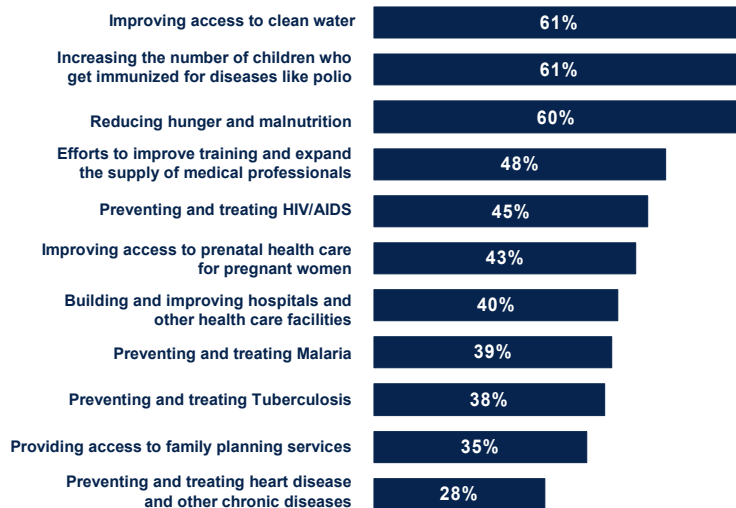 Improving access to clean water 61%
Increasing the number of children who
get immunized for diseases like polio 61%
Reducing hunger and malnutrition 60%
Efforts to improve training and expand
the supply of medical professionals 48%
Preventing and treating HIV/AIDS 45%
Improving access to prenatal health care
for pregnant women 43%
Building and improving hospitals and
other health care facilities 40%
Preventing and treating Malaria 39%
Preventing and treating Tuberculosis 38%
Providing access to family planning services 35%
Preventing and treating heart disease
and other chronic diseases 28%